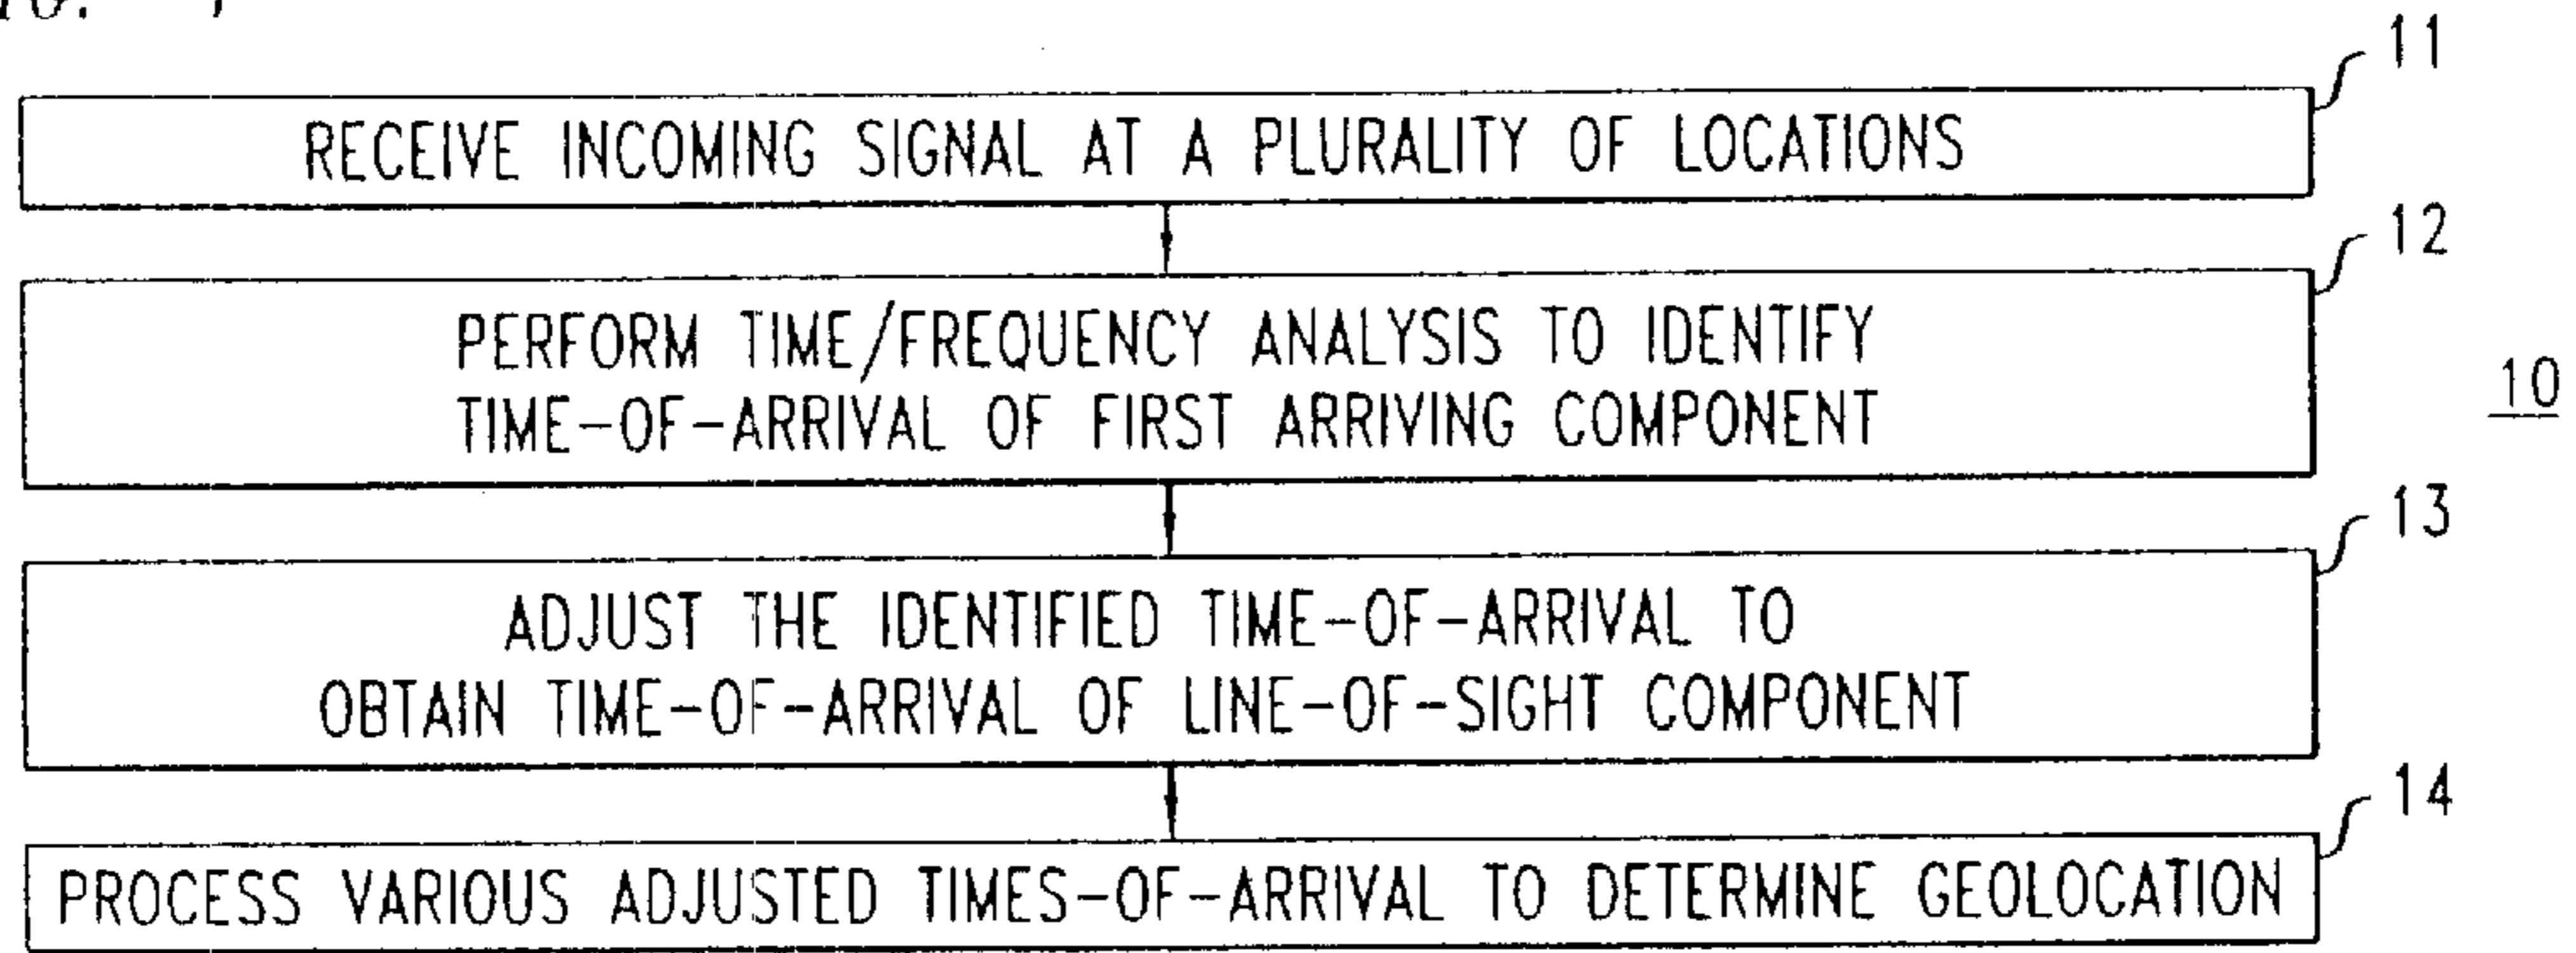 11
RECEIVE INCOMING SIGNAL AT A PLURALITY OF LOCATIONS
12
PERFORM TIME/FREQUENCY ANALYSIS TO IDENTIFY
TIME-OF-ARRIVAL OF FIRST ARRIVING COMPONENT
10
13
ADJUST THE IDENTIFIED TIME-OF-ARRIVAL TO
OBTAIN TIME-OF-ARRIVAL OF LINE-OF-SIGHT COMPONENT
14
PROCESS VARIOUS ADJUSTED TIMES-OF-ARRIVAL TO DETERMINE GEOLOCATION